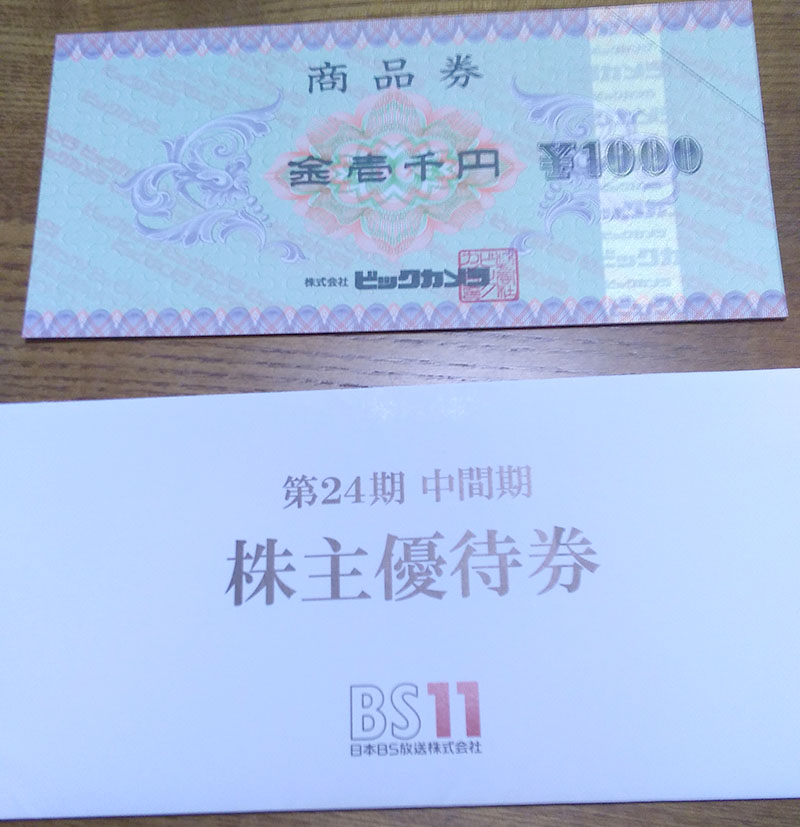 商品券
金壱千円 ¥1000
株式会社 ビックカメラ
第24期 中間期
株主優待券
BS11
日本BS放送株式会社